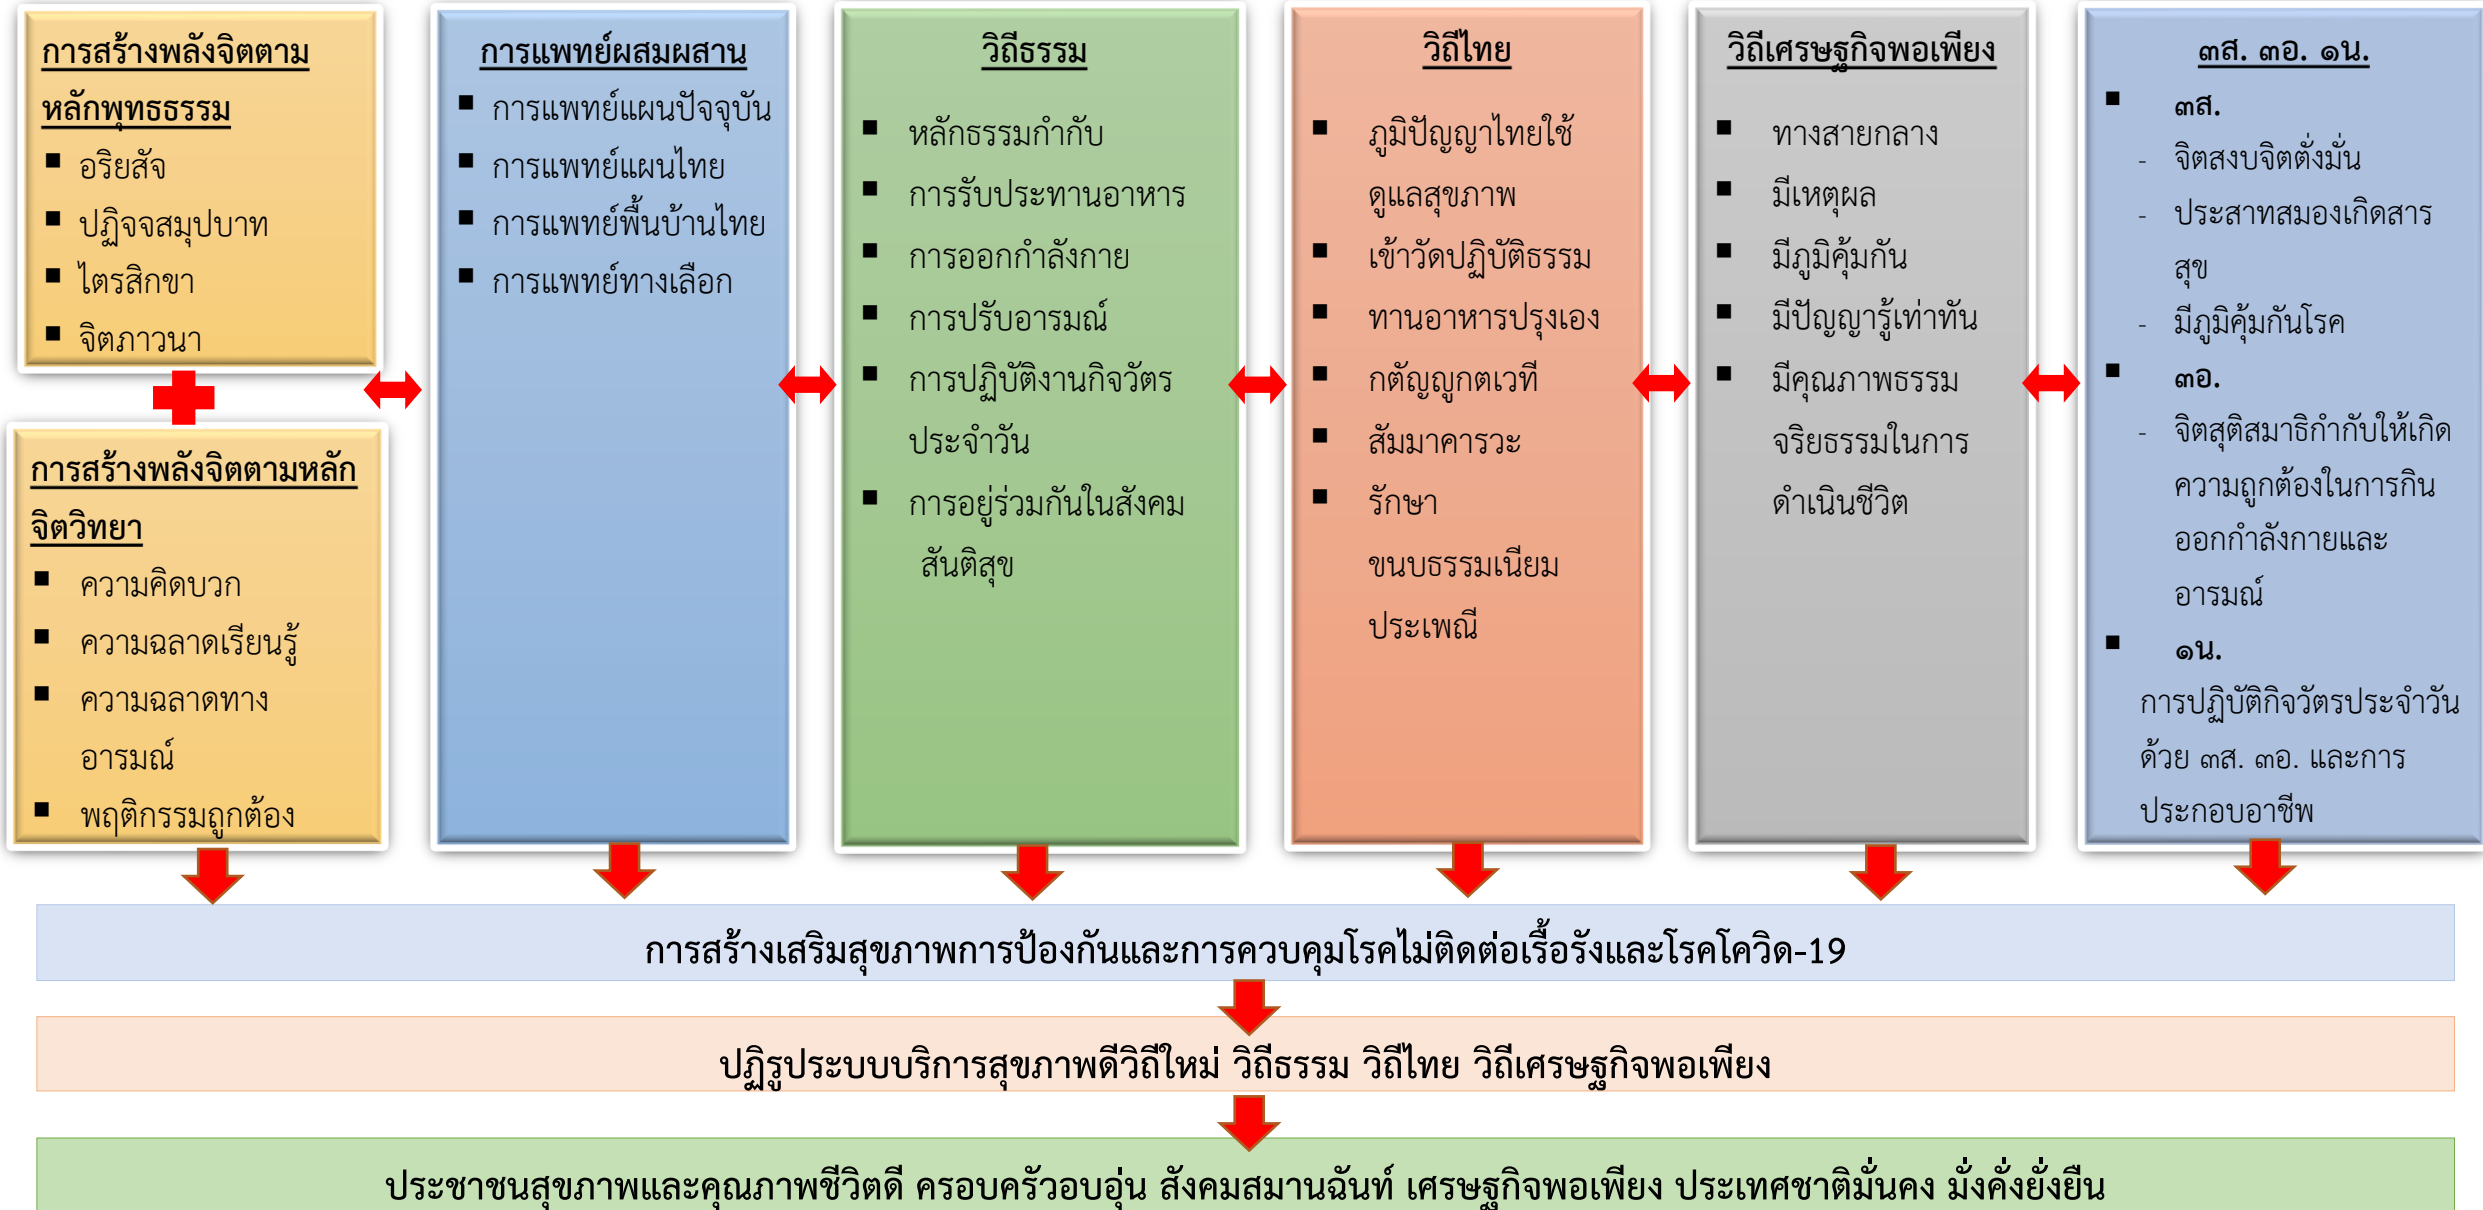 การสร้างพลังจิตตาม
หลักพุทธธรรม
▪ อริยสัจ
▪ ปฏิจจสมุปบาท
▪ ไตรสิกขา
▪ จิตภาวนา
การสร้างพลังจิตตามหลัก
จิตวิทยา
▪ ความคิดบวก
▪ ความฉลาดเรียนรู้
▪ ความฉลาดทาง
อารมณ์
▪ พฤติกรรมถูกต้อง
การแพทย์ผสมผสาน
▪ การแพทย์แผนปัจจุบัน
▪ การแพทย์แผนไทย
▪ การแพทย์พื้นบ้านไทย
▪ การแพทย์ทางเลือก
วิถีธรรม
▪ หลักธรรมกำกับ
▪ การรับประทานอาหาร
▪ การออกกำลังกาย
▪ การปรับอารมณ์
▪ การปฏิบัติงานกิจวัตร
ประจำวัน
▪ การอยู่ร่วมกันในสังคม
สันติสุข
วิถีไทย
▪ ภูมิปัญญาไทยใช้
ดูแลสุขภาพ
▪ เข้าวัดปฏิบัติธรรม
▪ ทานอาหารปรุงเอง
▪ กตัญญูกตเวที
▪ สัมมาคารวะ
▪ รักษา
ขนบธรรมเนียม
ประเพณี
วิถีเศรษฐกิจพอเพียง
▪ ทางสายกลาง
▪ มีเหตุผล
▪ มีภูมิคุ้มกัน
▪ มีปัญญารู้เท่าทัน
▪ มีคุณภาพธรรม
จริยธรรมในการ
ดำเนินชีวิต
๓ส. ๓อ. ๑น.
▪ ๓ส.
- จิตสงบจิตตั่งมั่น
- ประสาทสมองเกิดสาร
สุข
- มีภูมิคุ้มกันโรค
▪ ๓อ.
- จิตสุติสมาธิกำกับให้เกิด
ความถูกต้องในการกิน
ออกกำลังกายและ
อารมณ์
▪ ๑น.
การปฏิบัติกิจวัตรประจำวัน
ด้วย ๓ส. ๓อ. และการ
ประกอบอาชีพ
การสร้างเสริมสุขภาพการป้องกันและการควบคุมโรคไม่ติดต่อเรื้อรังและโรคโควิด-19
ปฏิรูประบบบริการสุขภาพดีวิถีใหม่ วิถีธรรม วิถีไทย วิถีเศรษฐกิจพอเพียง
ประชาชนสุขภาพและคุณภาพชีวิตดี ครอบครัวอบอุ่น สังคมสมานฉันท์ เศรษฐกิจพอเพียง ประเทศชาติมั่นคง มั่งคั่งยั่งยืน